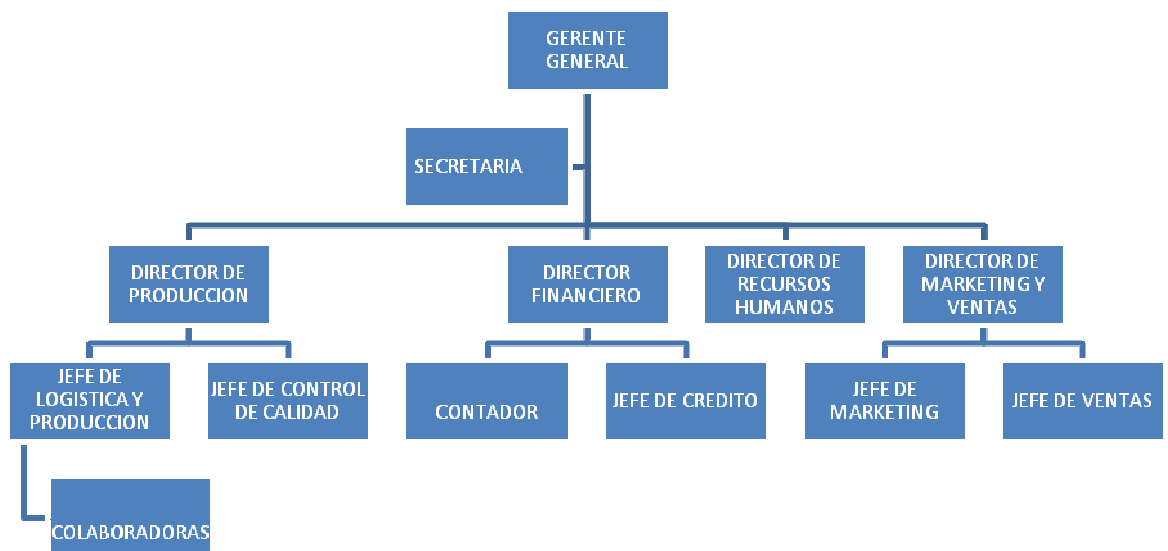 GERENTE
GENERAL
SECRETARIA
DIRECTOR DE
PRODUCCION
DIRECTOR
FINANCIERO
DIRECTOR DE
RECURSOS
HUMANOS
DIRECTOR DE
MARKETING Y
VENTAS
JEFE DE
LOGISTICA Y
PRODUCCION
JEFE DE CONTROL
DE CALIDAD
CONTADOR
JEFE DE CREDITO
JEFE DE
MARKETING
JEFE DE VENTAS
COLABORADORAS